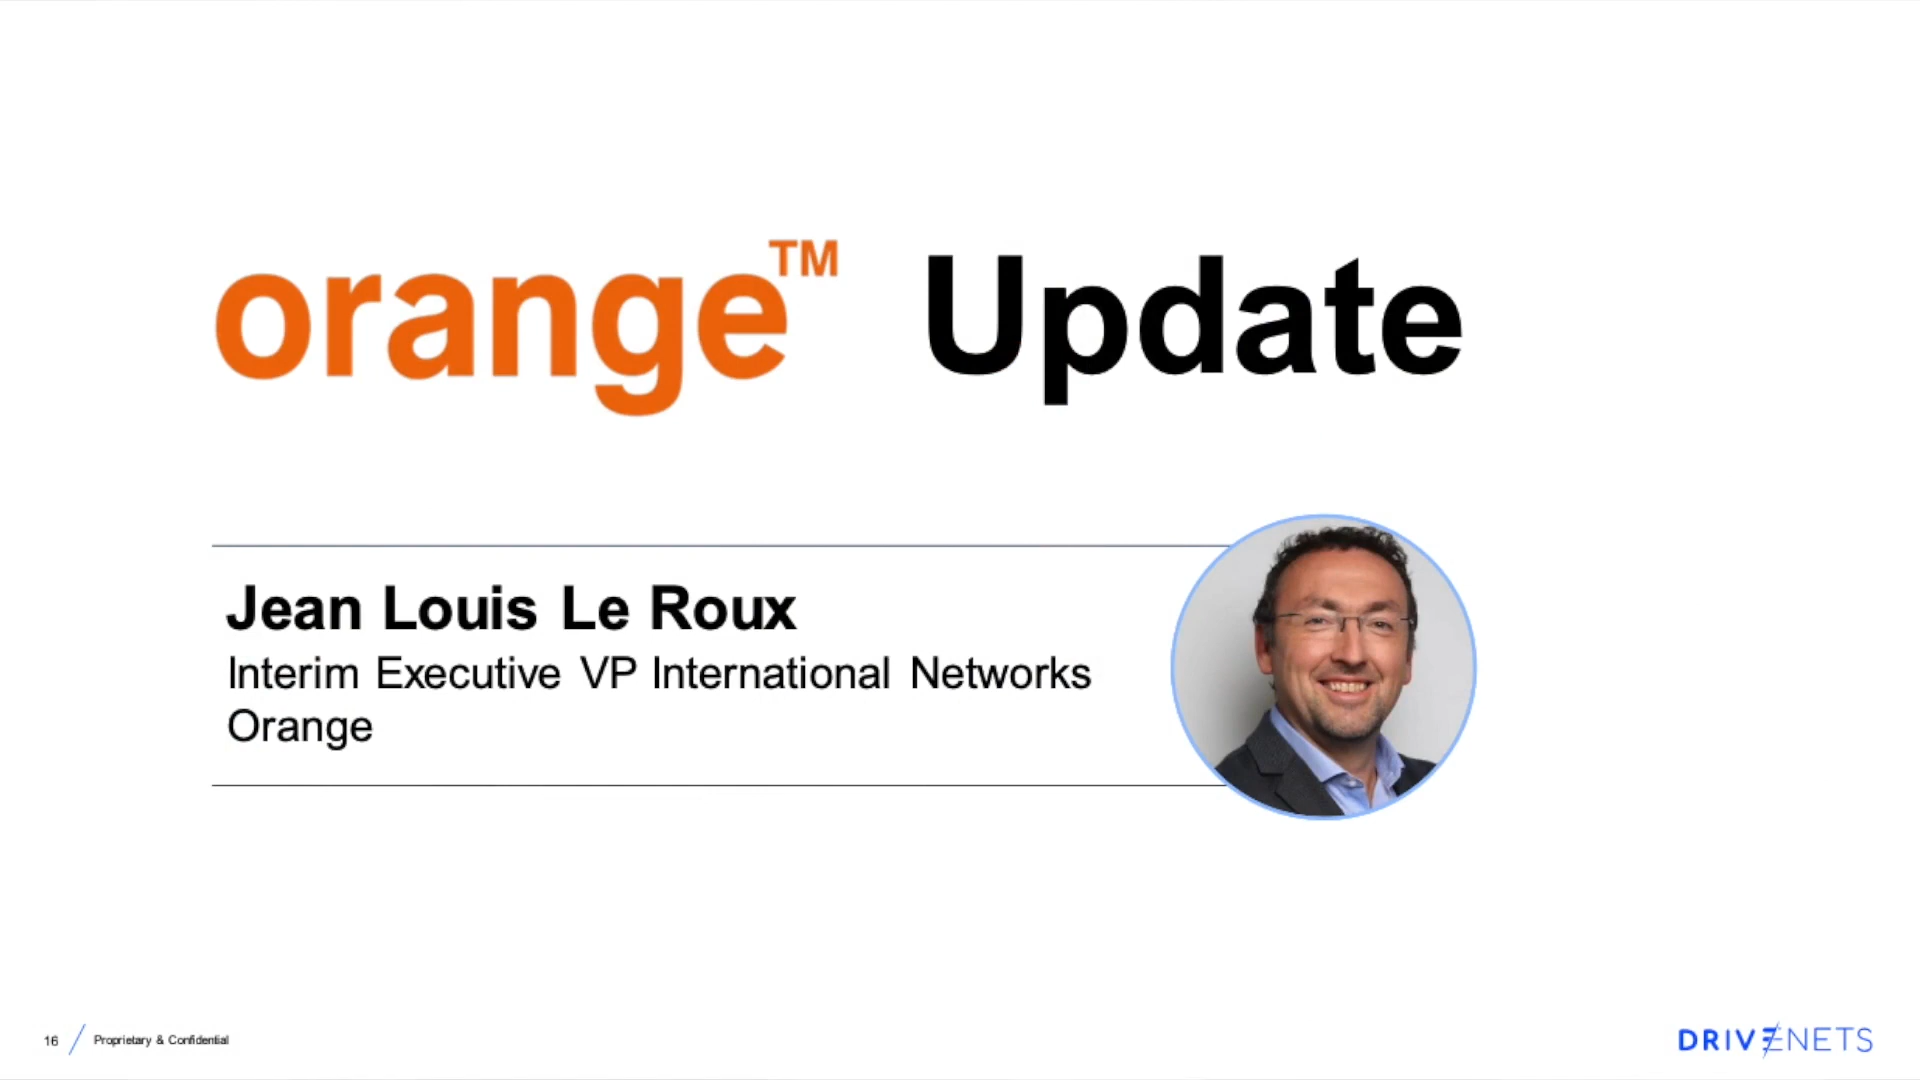 orange™ Update
Jean Louis Le Roux
Interim Executive VP International Networks
Orange
16 Proprietary & Confidential
DRIVENETS